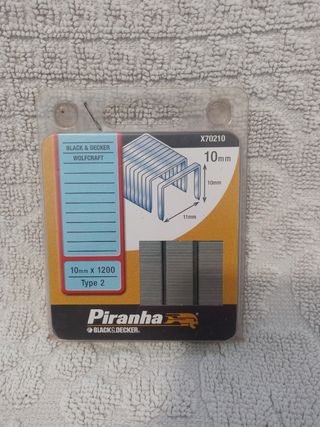 X70210
BLACK & DECKER
WOLFCRAFT
10mm
10mm
11mm
10mm x 1200
Type 2
Piranha
BLACK & DECKER®